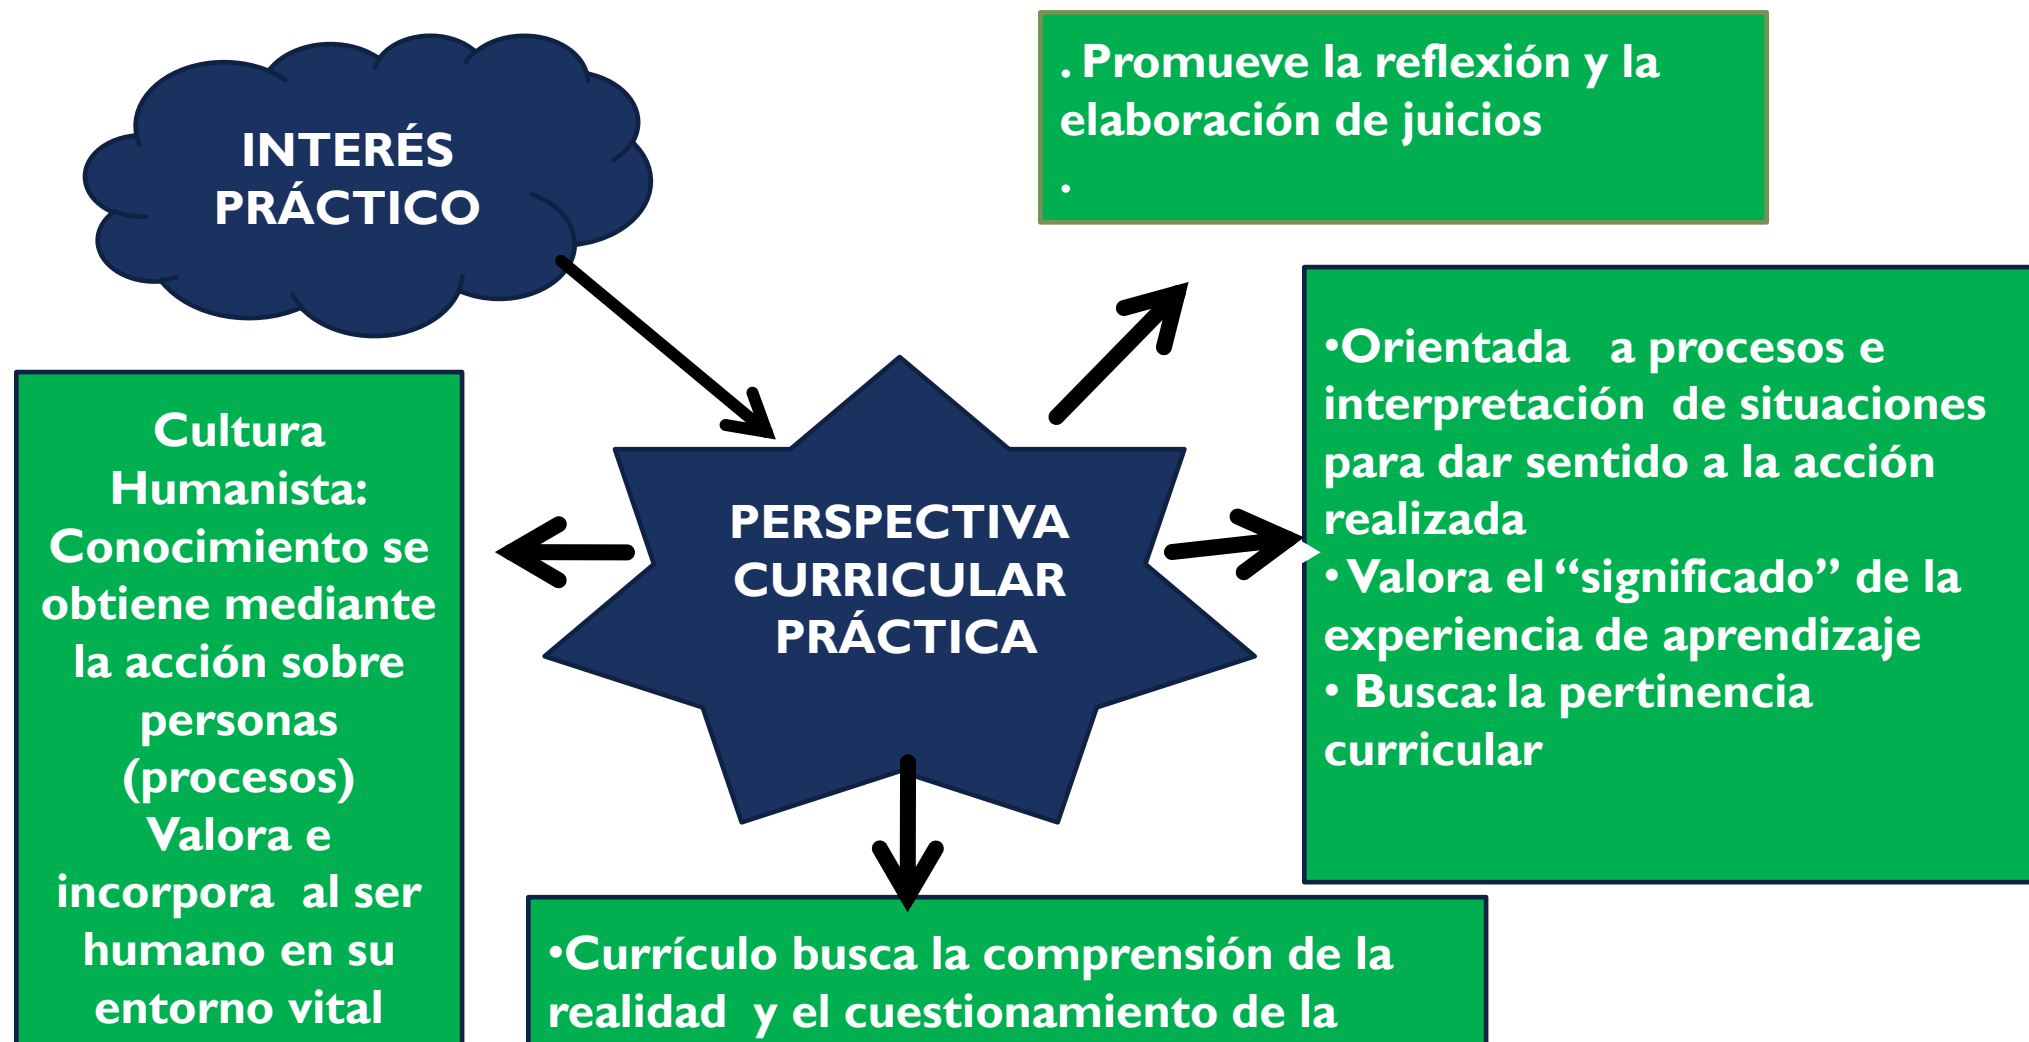 INTERÉS
PRÁCTICO
. Promueve la reflexión y la
elaboración de juicios
.
•Orientada a procesos e
interpretación de situaciones
para dar sentido a la acción
realizada
• Valora el “significado” de la
experiencia de aprendizaje
• Busca: la pertinencia
curricular
Cultura
Humanista:
Conocimiento se
obtiene mediante
la acción sobre
personas
(procesos)
Valora e
incorpora al ser
humano en su
entorno vital
PERSPECTIVA
CURRICULAR
PRÁCTICA
•Currículo busca la comprensión de la
realidad y el cuestionamiento de la